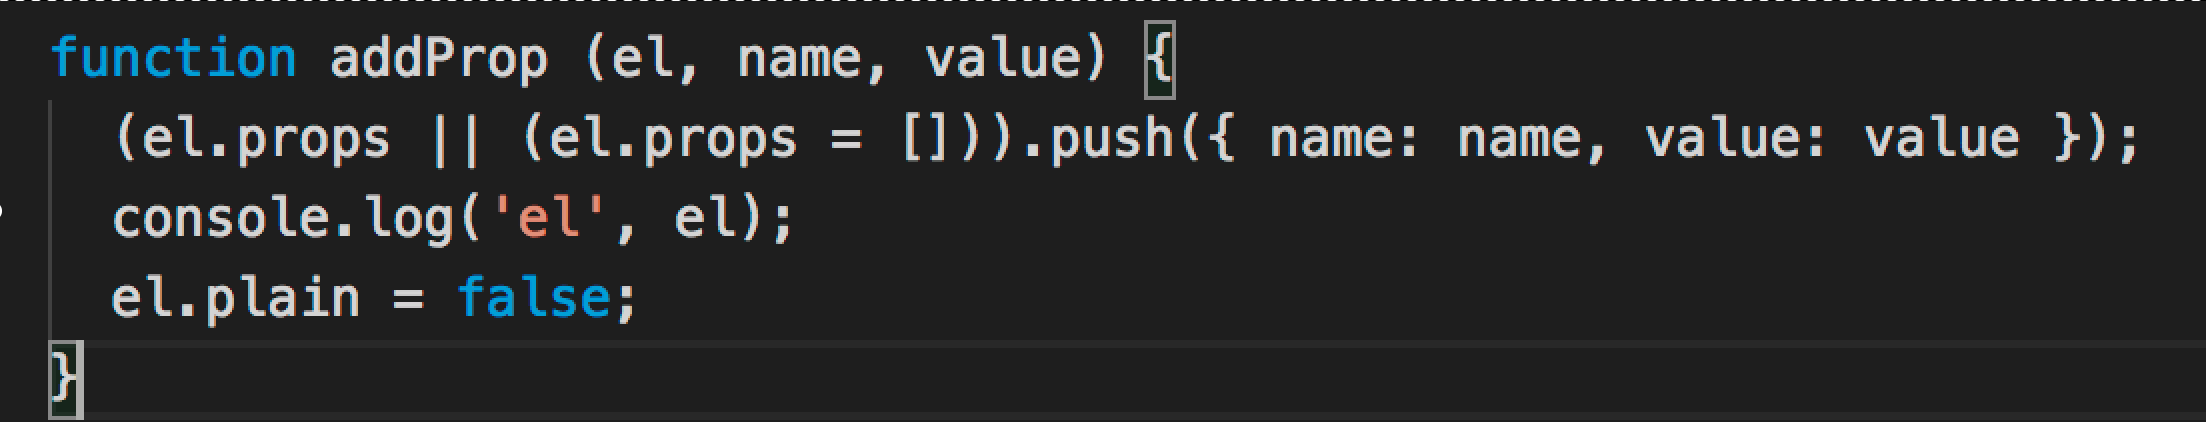 function addProp (el, name, value) {
  (el.props || (el.props = [])).push({ name: name, value: value });
  console.log('el', el);
  el.plain = false;
}